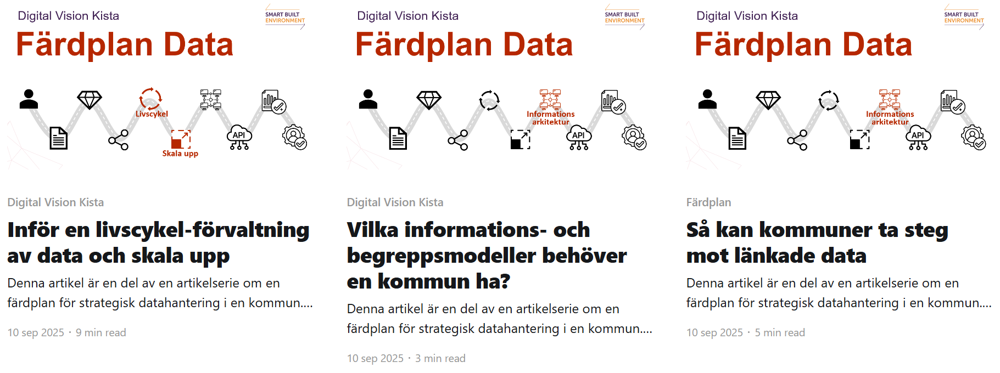 Digital Vision Kista
SMART BUILT
ENVIRONMENT
Färdplan Data
Livscykel
API
Skala upp
Digital Vision Kista
Inför en livscykel-förvaltning
av data och skala upp
Denna artikel är en del av en artikelserie om en
färdplan för strategisk datahantering i en kommun....
10 sep 2025 • 9 min read
Digital Vision Kista
SMART BUILT
ENVIRONMENT
Färdplan Data
Informations
arkitektur
API
Digital Vision Kista
Vilka informations- och
begreppsmodeller behöver
en kommun ha?
Denna artikel är en del av en artikelserie om en
färdplan för strategisk datahantering i en kommun....
10 sep 2025 • 3 min read
Digital Vision Kista
SMART BUILT
ENVIRONMENT
Färdplan Data
Informations
arkitektur
API
Färdplan
Så kan kommuner ta steg
mot länkade data
Denna artikel är en del av en artikelserie om en
färdplan för strategisk datahantering i en kommun....
10 sep 2025 • 5 min read